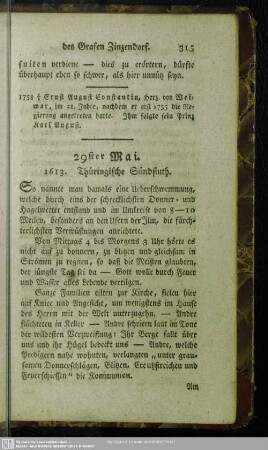 des Grafen Zinzendorf. 315
suiten verdiene — dies zu erörtern, dürfte
überhaupt eben so schwer, als hier unnütz seyn.
1758 † Ernst August Constantin, Herz. von Wei-
mar, im 21. Jahre, nachdem er erst 1755 die Re-
gierung angetreten hatte. Ihm folgte sein Prinz
Karl August.
29ster Mai.
1613. Thüringische Sündfluth.
So nannte man damals eine Ueberschwemmung,
welche durch eins der schrecklichsten Donner- und
Hagelwetter entstand und im Umkreise von 8—10
Meilen, besonders an den Ufern der Ilm, die fürch-
terlichsten Verwüstungen anrichtete.
Von Mittags 4 bis Morgens 3 Uhr hörte es
nicht auf zu donnern, zu blitzen und gleichsam in
Strömen zu regnen, so daß die Meisten glaubten,
der jüngste Tag sei da — Gott wolle durch Feuer
und Wasser alles Erdende vertilgen.
Ganze Familien eilten zur Kirche, fielen hier
auf Kniee und Angesicht, um wenigstens im Hause
des Herrn mit der Welt unterzugehn. — Andre
flüchteten in Keller — Andre schrien laut im Tone
der wildesten Verzweiflung: Ihr Berge fallt über
uns und ihr Hügel bedeckt uns — Andre, welche
Predigern nahe wohnten, verlangten „unter grau-
samen Donnerschlägen, Blitzen, Creutzstreichen und
Feuerschiessen“ die Kommunion.
Am